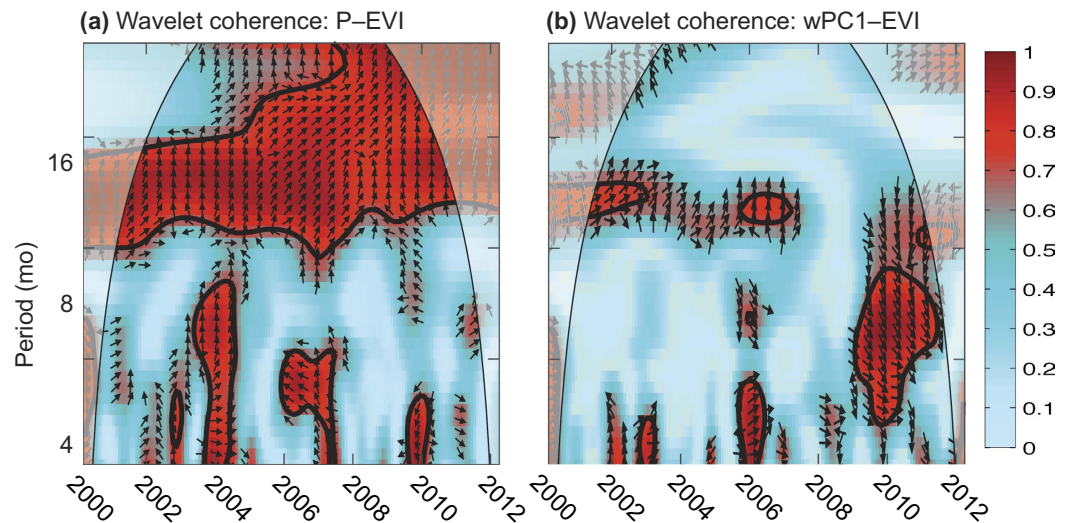 (a) Wavelet coherence: P–EVI
(b) Wavelet coherence: wPC1–EVI
Period (mo)
16
8
4
2000 2002 2004 2006 2008 2010 2012
2000 2002 2004 2006 2008 2010 2012
1
0.9
0.8
0.7
0.6
0.5
0.4
0.3
0.2
0.1
0